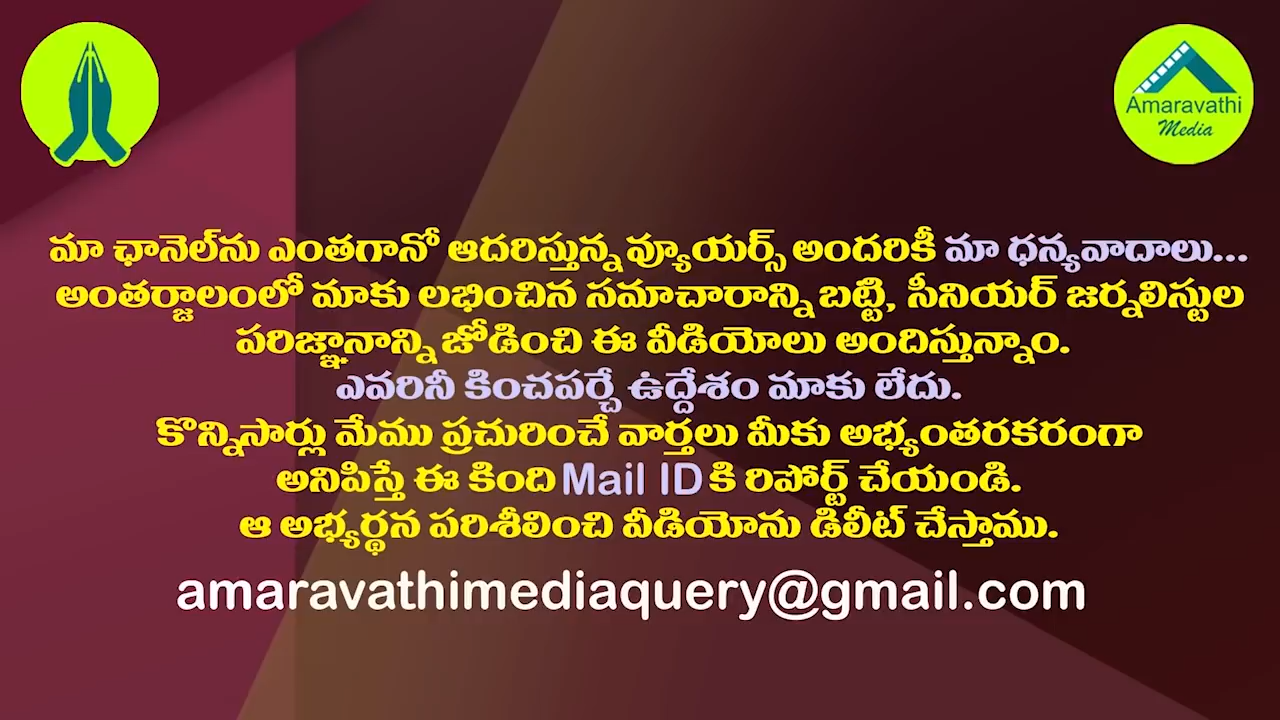 Amaravathi
Media
మా ఛానెల్‌ను ఎంతగానో ఆదరిస్తున్న వ్యూయర్స్ అందరికీ మా ధన్యవాదాలు...
అంతర్జాలంలో మాకు లభించిన సమాచారాన్ని బట్టి, సీనియర్ జర్నలిస్టుల
పరిజ్ఞానాన్ని జోడించి ఈ వీడియోలు అందిస్తున్నాం.
ఎవరినీ కించపర్చే ఉద్దేశం మాకు లేదు.
కొన్నిసార్లు మేము ప్రచురించే వార్తలు మీకు అభ్యంతరకరంగా
అనిపిస్తే ఈ కింది Mail ID కి రిపోర్ట్ చేయండి.
ఆ అభ్యర్థన పరిశీలించి వీడియోను డిలీట్ చేస్తాము.
amaravathimediaquery@gmail.com